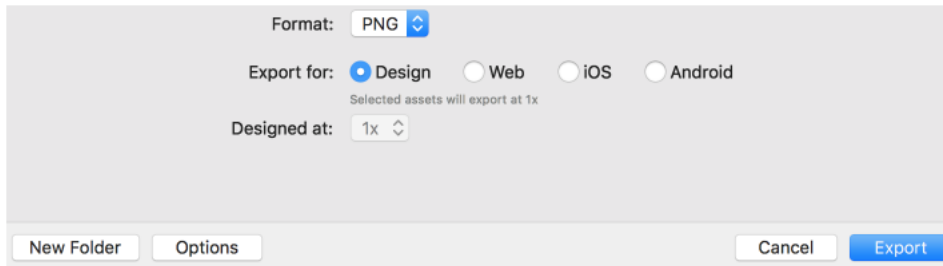 Format: PNG
Export for: Design Web iOS Android
Selected assets will export at 1x
Designed at: 1x
New Folder Options Cancel Export